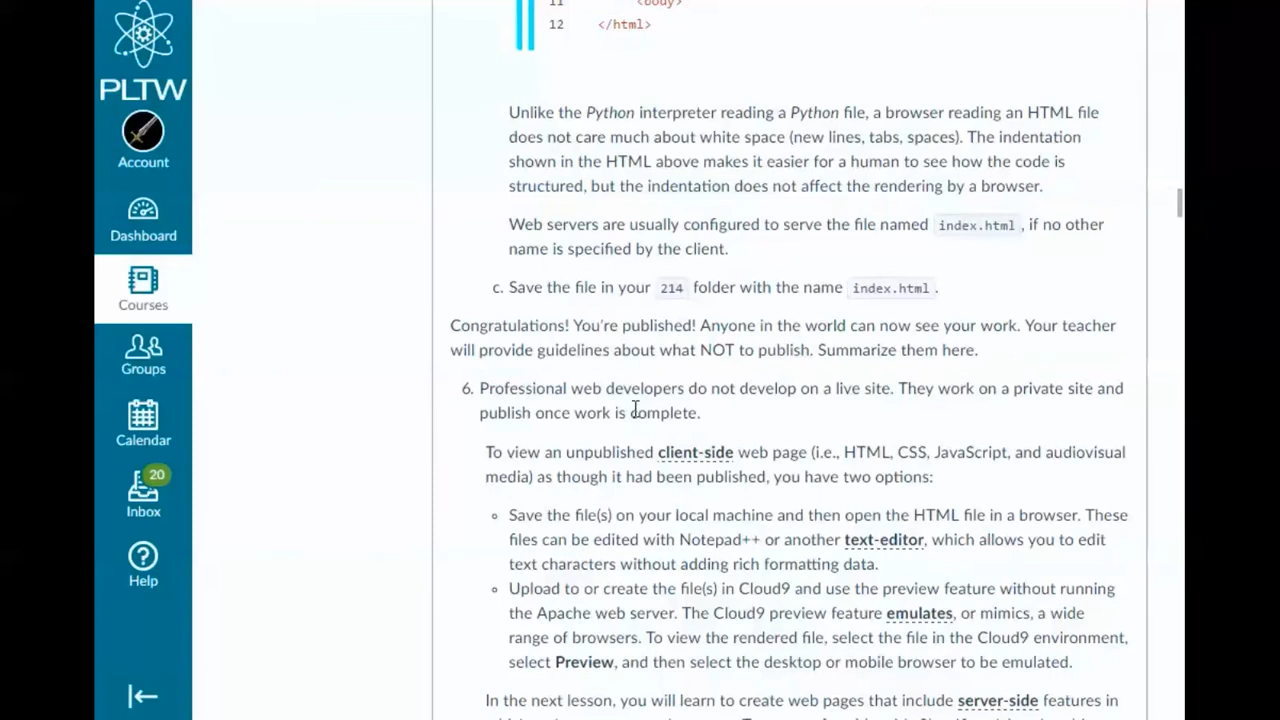 11 <body>
12 </html>
PLTW
Account
Dashboard
Courses
Groups
Calendar
20
Inbox
Help
Unlike the Python interpreter reading a Python file, a browser reading an HTML file
does not care much about white space (new lines, tabs, spaces). The indentation
shown in the HTML above makes it easier for a human to see how the code is
structured, but the indentation does not affect the rendering by a browser.
Web servers are usually configured to serve the file named index.html, if no other
name is specified by the client.
c. Save the file in your 214 folder with the name index.html.
Congratulations! You're published! Anyone in the world can now see your work. Your teacher
will provide guidelines about what NOT to publish. Summarize them here.
6. Professional web developers do not develop on a live site. They work on a private site and
publish once work is complete.
To view an unpublished client-side web page (i.e., HTML, CSS, JavaScript, and audiovisual
media) as though it had been published, you have two options:
Save the file(s) on your local machine and then open the HTML file in a browser. These
files can be edited with Notepad++ or another text-editor, which allows you to edit
text characters without adding rich formatting data.
Upload to or create the file(s) in Cloud9 and use the preview feature without running
the Apache web server. The Cloud9 preview feature emulates, or mimics, a wide
range of browsers. To view the rendered file, select the file in the Cloud9 environment,
select Preview, and then select the desktop or mobile browser to be emulated.
In the next lesson, you will learn to create web pages that include server-side features in